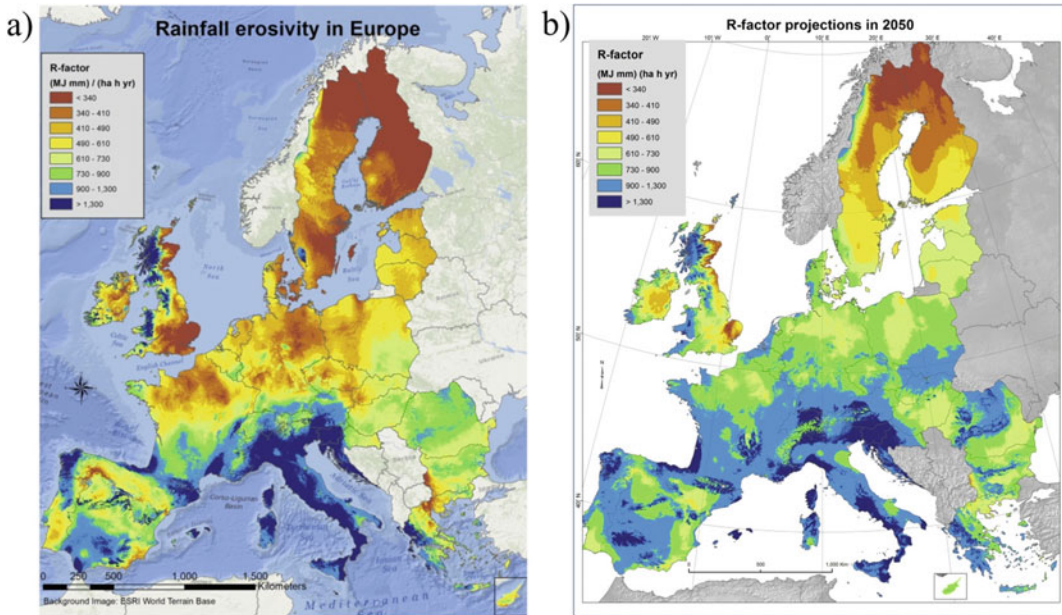 a)
Rainfall erosivity in Europe
R-factor
(MJ mm) / (ha h yr)
< 340
340 - 410
410 - 490
490 - 610
610 - 730
730 - 900
900 - 1,300
> 1,300
Norwegian
North
Sea
Baltic
Sea
Celtic
Sea
English Channel
Serbia
Corso-Ligurian
Basin
Mediterranean
0 250 500 1,000 1,500
Kilometers
Background Image: ESRI World Terrain Base
b)
R-factor projections in 2050
20°W 10°W 0° 10°E 20°E 30°E 40°E
R-factor
(MJ mm) (ha h yr)
< 340
340 - 410
410 - 490
490 - 610
610 - 730
730 - 900
900 - 1,300
> 1,300
60°N
50°N
40°N
0 500 1,000 Km